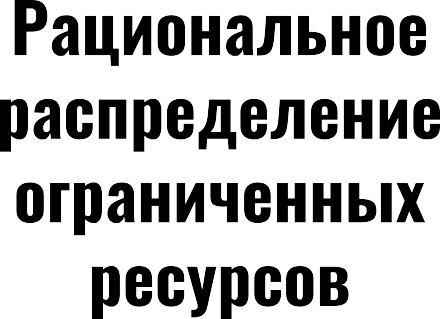 Рациональное
распределение
ограниченных
ресурсов